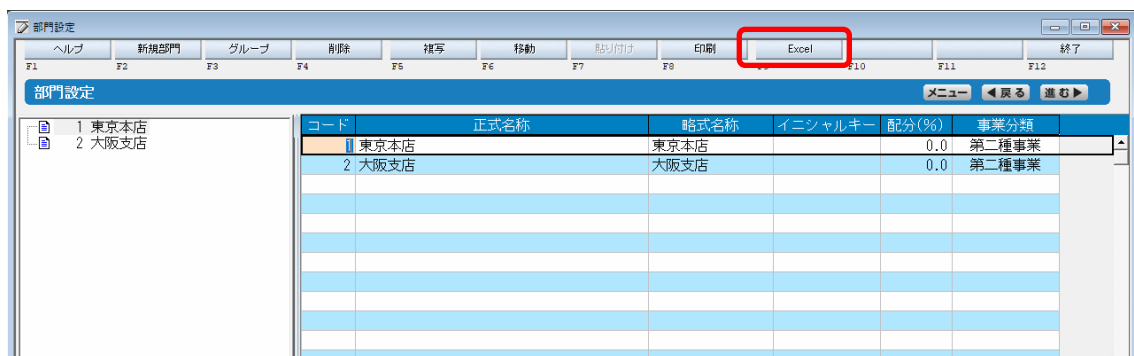 部門設定
ヘルプ 新規部門 グループ 削除 複写 移動 貼り付け 印刷 Excel 終了
F1 F2 F3 F4 F5 F6 F7 F8 F10 F11 F12
部門設定 メニュー ◀戻る 進む▶
1 東京本店
2 大阪支店
コード 正式名称 略式名称 イニシャルキー 配分(%) 事業分類
1 東京本店 東京本店 0.0 第二種事業
2 大阪支店 大阪支店 0.0 第二種事業